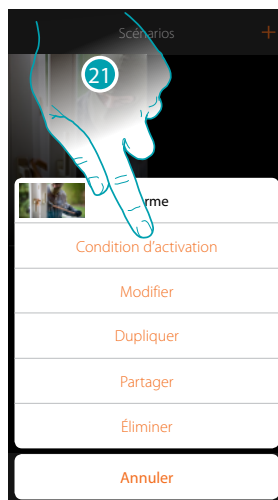 Scénarios
+
21
rme
Condition d'activation
Modifier
Dupliquer
Partager
Éliminer
Annuler